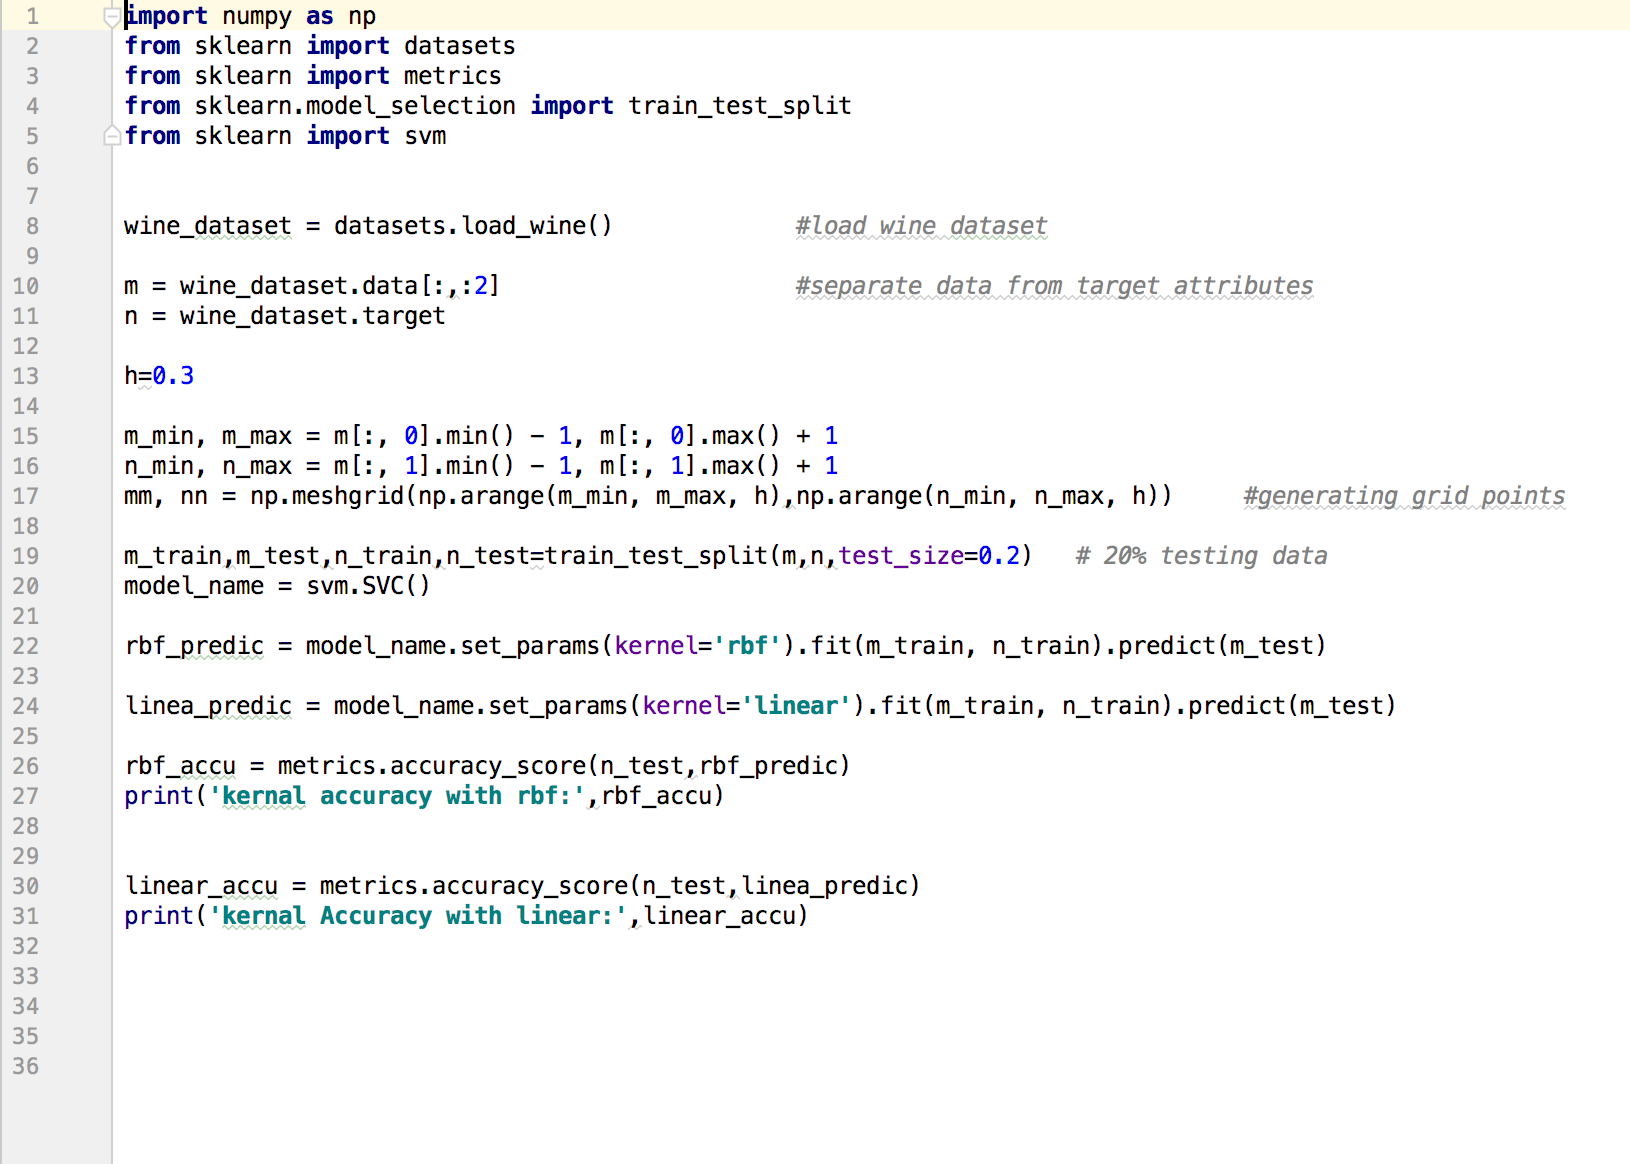 1 import numpy as np
2 from sklearn import datasets
3 from sklearn import metrics
4 from sklearn.model_selection import train_test_split
5 from sklearn import svm
6
7
8 wine_dataset = datasets.load_wine() #load wine dataset
9
10 m = wine_dataset.data[:,:2] #separate data from target attributes
11 n = wine_dataset.target
12
13 h=0.3
14
15 m_min, m_max = m[:, 0].min() - 1, m[:, 0].max() + 1
16 n_min, n_max = m[:, 1].min() - 1, m[:, 1].max() + 1
17 mm, nn = np.meshgrid(np.arange(m_min, m_max, h),np.arange(n_min, n_max, h)) #generating grid points
18
19 m_train,m_test,n_train,n_test=train_test_split(m,n,test_size=0.2) # 20% testing data
20 model_name = svm.SVC()
21
22 rbf_predic = model_name.set_params(kernel='rbf').fit(m_train, n_train).predict(m_test)
23
24 linea_predic = model_name.set_params(kernel='linear').fit(m_train, n_train).predict(m_test)
25
26 rbf_accu = metrics.accuracy_score(n_test,rbf_predic)
27 print('kernal accuracy with rbf:',rbf_accu)
28
29
30 linear_accu = metrics.accuracy_score(n_test,linea_predic)
31 print('kernal Accuracy with linear:',linear_accu)
32
33
34
35
36